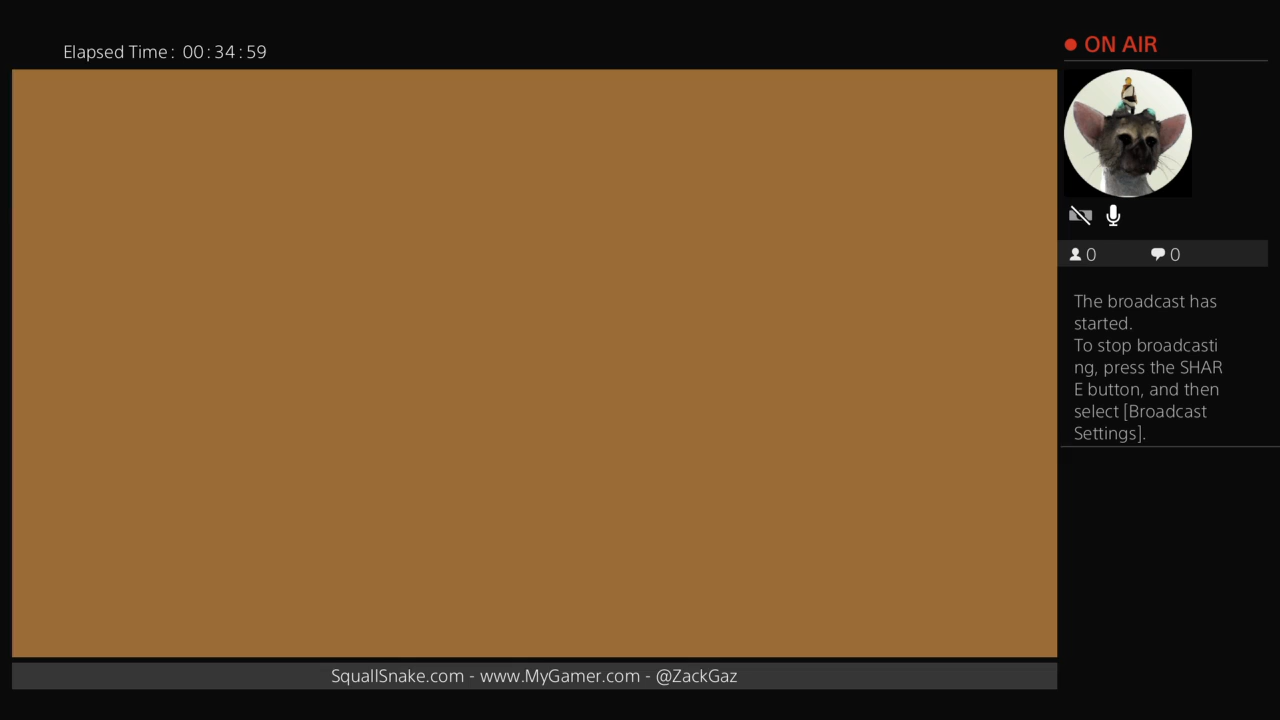 Elapsed Time: 00:34:59
ON AIR
0 0
The broadcast has
started.
To stop broadcasti
ng, press the SHAR
E button, and then
select [Broadcast
Settings].
SquallSnake.com - www.MyGamer.com - @ZackGaz